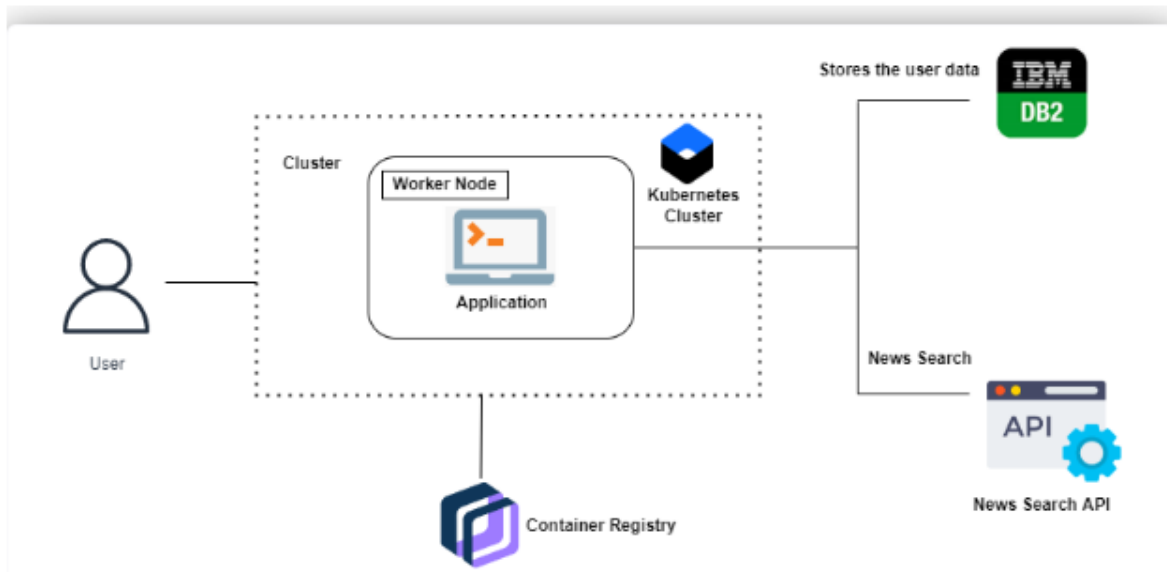 Stores the user data
IBM
DB2
Cluster
Worker Node
Kubernetes
Cluster
Application
User
News Search
API
News Search API
Container Registry